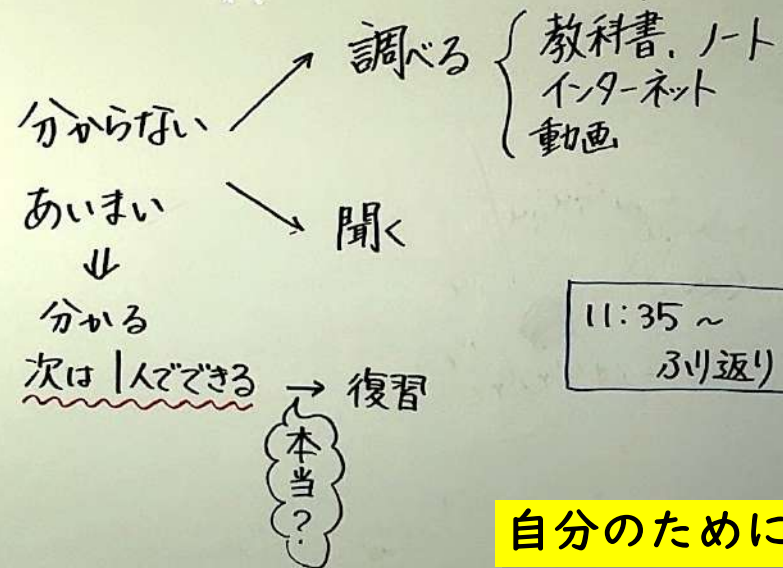 分からない
あいまい
⇓
分かる
次は1人でできる → 復習
本当?
調べる { 教科書、ノート
インターネット
動画
聞く
11:35 ~
ふり返り
自分のために